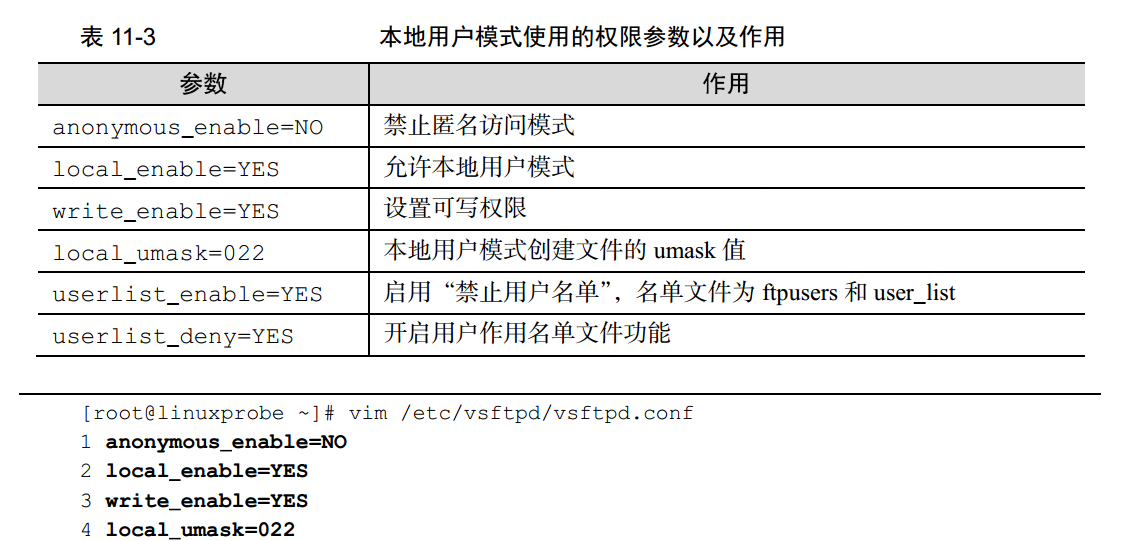 表 11-3 本地用户模式使用的权限参数以及作用
参数 作用
anonymous_enable=NO 禁止匿名访问模式
local_enable=YES 允许本地用户模式
write_enable=YES 设置可写权限
local_umask=022 本地用户模式创建文件的 umask 值
userlist_enable=YES 启用“禁止用户名单”，名单文件为 ftpusers 和 user_list
userlist_deny=YES 开启用户作用名单文件功能
[root@linuxprobe ~]# vim /etc/vsftpd/vsftpd.conf
1 anonymous_enable=NO
2 local_enable=YES
3 write_enable=YES
4 local_umask=022